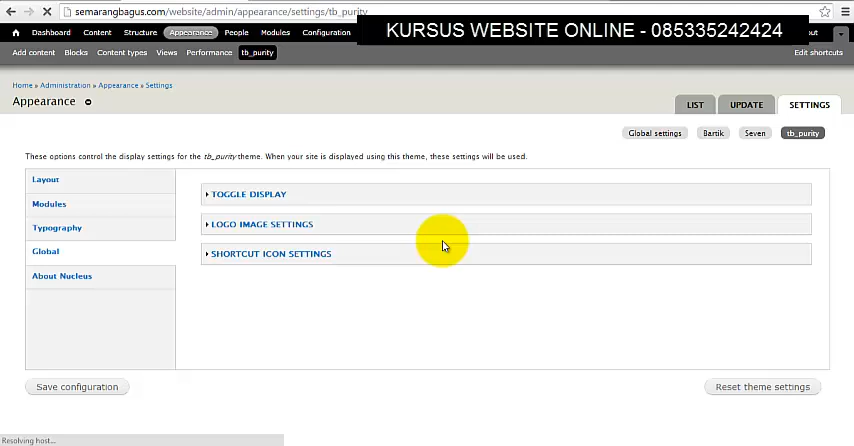 semarangbagus.com/website/admin/appearance/settings/tb_purity
KURSUS WEBSITE ONLINE - 085335242424
Dashboard Content Structure Appearance People Modules Configuration
Add content Blocks Content types Views Performance tb_purity Edit shortcuts
Home » Administration » Appearance » Settings
Appearance
LIST UPDATE SETTINGS
Global settings Bartik Seven tb_purity
These options control the display settings for the tb_purity theme. When your site is displayed using this theme, these settings will be used.
Layout
Modules
Typography
Global
About Nucleus
TOGGLE DISPLAY
LOGO IMAGE SETTINGS
SHORTCUT ICON SETTINGS
Save configuration Reset theme settings
Resolving host...